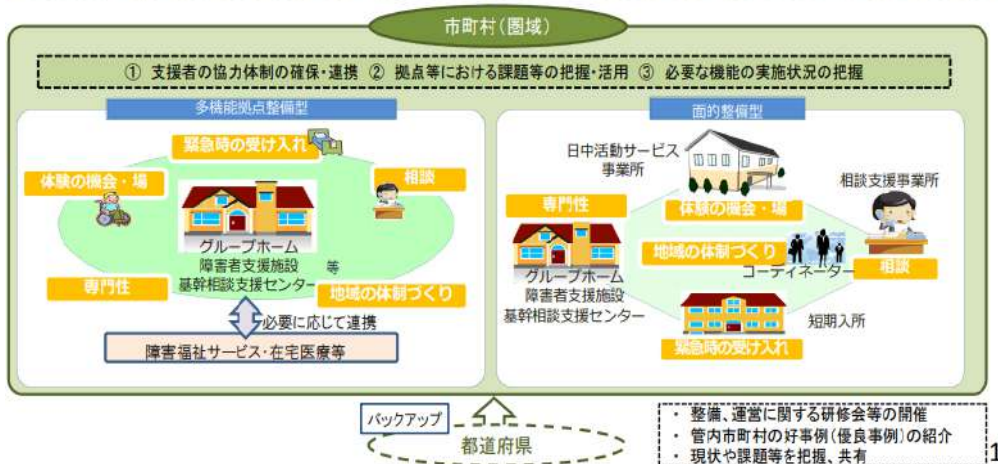 市町村(圏域)
① 支援者の協力体制の確保・連携 ② 拠点等における課題等の把握・活用 ③ 必要な機能の実施状況の把握
多機能拠点整備型
緊急時の受け入れ
体験の機会・場
相談
グループホーム
障害者支援施設 等
基幹相談支援センター
専門性
地域の体制づくり
必要に応じて連携
障害福祉サービス・在宅医療等
面的整備型
日中活動サービス
事業所
相談支援事業所
専門性
体験の機会・場
地域の体制づくり
コーディネーター
相談
グループホーム
障害者支援施設
基幹相談支援センター
短期入所
緊急時の受け入れ
バックアップ
都道府県
・ 整備、運営に関する研修会等の開催
・ 管内市町村の好事例(優良事例)の紹介
・ 現状や課題等を把握、共有
1